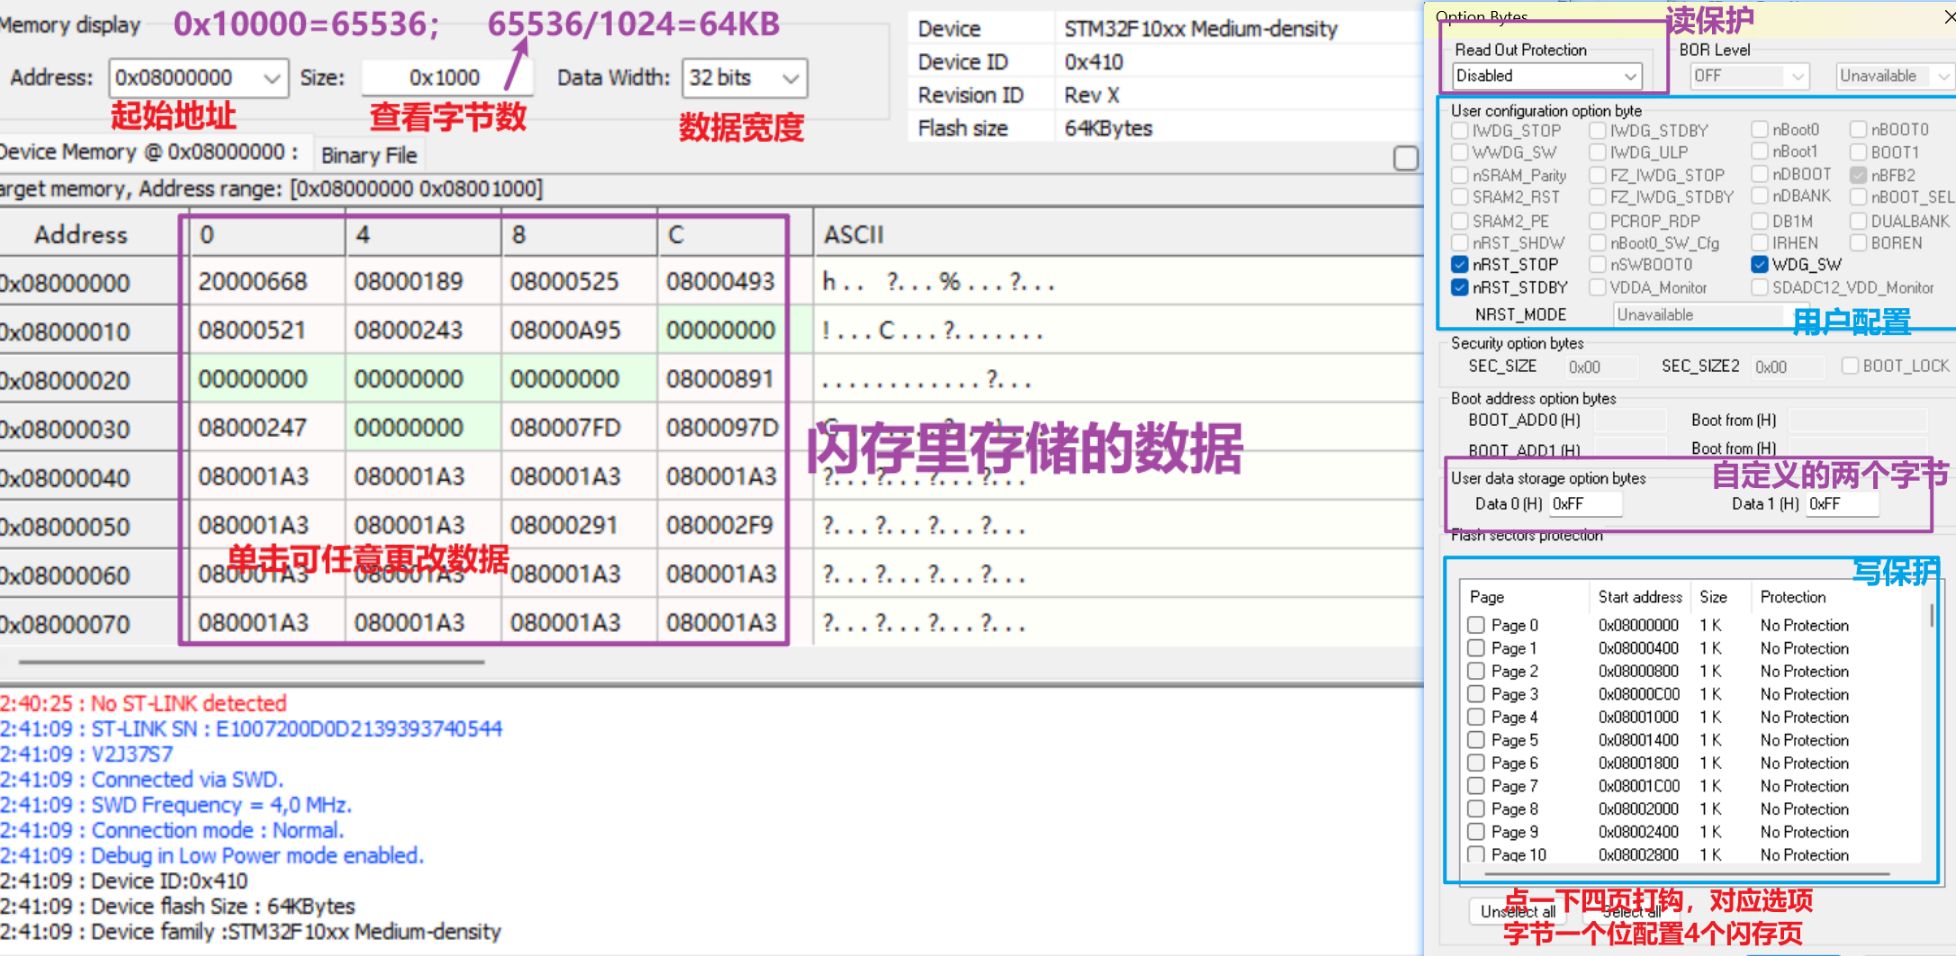 Memory display
0x10000=65536； 65536/1024=64KB
Address: 0x08000000 Size: 0x1000 Data Width: 32 bits
起始地址 查看字节数 数据宽度
Device STM32F10xx Medium-density
Device ID 0x410
Revision ID Rev X
Flash size 64KBytes
Device Memory @ 0x08000000 : Binary File
arget memory, Address range: [0x08000000 0x08001000]
Address 0 4 8 C ASCII
0x08000000 20000668 08000189 08000525 08000493 h.. ?...%...?...
0x08000010 08000521 08000243 08000A95 00000000 !...C...?.......
0x08000020 00000000 00000000 00000000 08000891 ............?...
0x08000030 08000247 00000000 080007FD 0800097D
闪存里存储的数据
0x08000040 080001A3 080001A3 080001A3 080001A3 ?...?...?...?...
0x08000050 080001A3 080001A3 08000291 080002F9 ?...?...?...?...
单击可任意更改数据
0x08000060 080001A3 080001A3 080001A3 080001A3 ?...?...?...?...
0x08000070 080001A3 080001A3 080001A3 080001A3 ?...?...?...?...
2:40:25 : No ST-LINK detected
2:41:09 : ST-LINK SN : E1007200D0D2139393740544
2:41:09 : V2J37S7
2:41:09 : Connected via SWD.
2:41:09 : SWD Frequency = 4,0 MHz.
2:41:09 : Connection mode : Normal.
2:41:09 : Debug in Low Power mode enabled.
2:41:09 : Device ID:0x410
2:41:09 : Device flash Size : 64KBytes
2:41:09 : Device family :STM32F10xx Medium-density
Option Bytes
读保护
Read Out Protection BOR Level
Disabled OFF Unavailable
User configuration option byte
IWDG_STOP IWDG_STDBY nBoot0 nBOOT0
WWDG_SW IWDG_ULP nBoot1 BOOT1
nSRAM_Parity FZ_IWDG_STOP nDBOOT nBFB2
SRAM2_RST FZ_IWDG_STDBY nDBANK nBOOT_SEL
SRAM2_PE PCROP_RDP DB1M DUALBANK
nRST_SHDW nBoot0_SW_Cfg IRHEN BOREN
nRST_STOP nSWBOOT0 WDG_SW
nRST_STDBY VDDA_Monitor SDADC12_VDD_Monitor
NRST_MODE Unavailable 用户配置
Security option bytes
SEC_SIZE 0x00 SEC_SIZE2 0x00 BOOT_LOCK
Boot address option bytes
BOOT_ADD0 (H) Boot from (H)
BOOT_ADD1 (H) Boot from (H)
User data storage option bytes 自定义的两个字节
Data 0 (H) 0xFF Data 1 (H) 0xFF
Flash sectors protection
写保护
Page Start address Size Protection
Page 0 0x08000000 1 K No Protection
Page 1 0x08000400 1 K No Protection
Page 2 0x08000800 1 K No Protection
Page 3 0x08000C00 1 K No Protection
Page 4 0x08001000 1 K No Protection
Page 5 0x08001400 1 K No Protection
Page 6 0x08001800 1 K No Protection
Page 7 0x08001C00 1 K No Protection
Page 8 0x08002000 1 K No Protection
Page 9 0x08002400 1 K No Protection
Page 10 0x08002800 1 K No Protection
Unselect all Select all
点一下四页打钩，对应选项
字节一个位配置4个闪存页